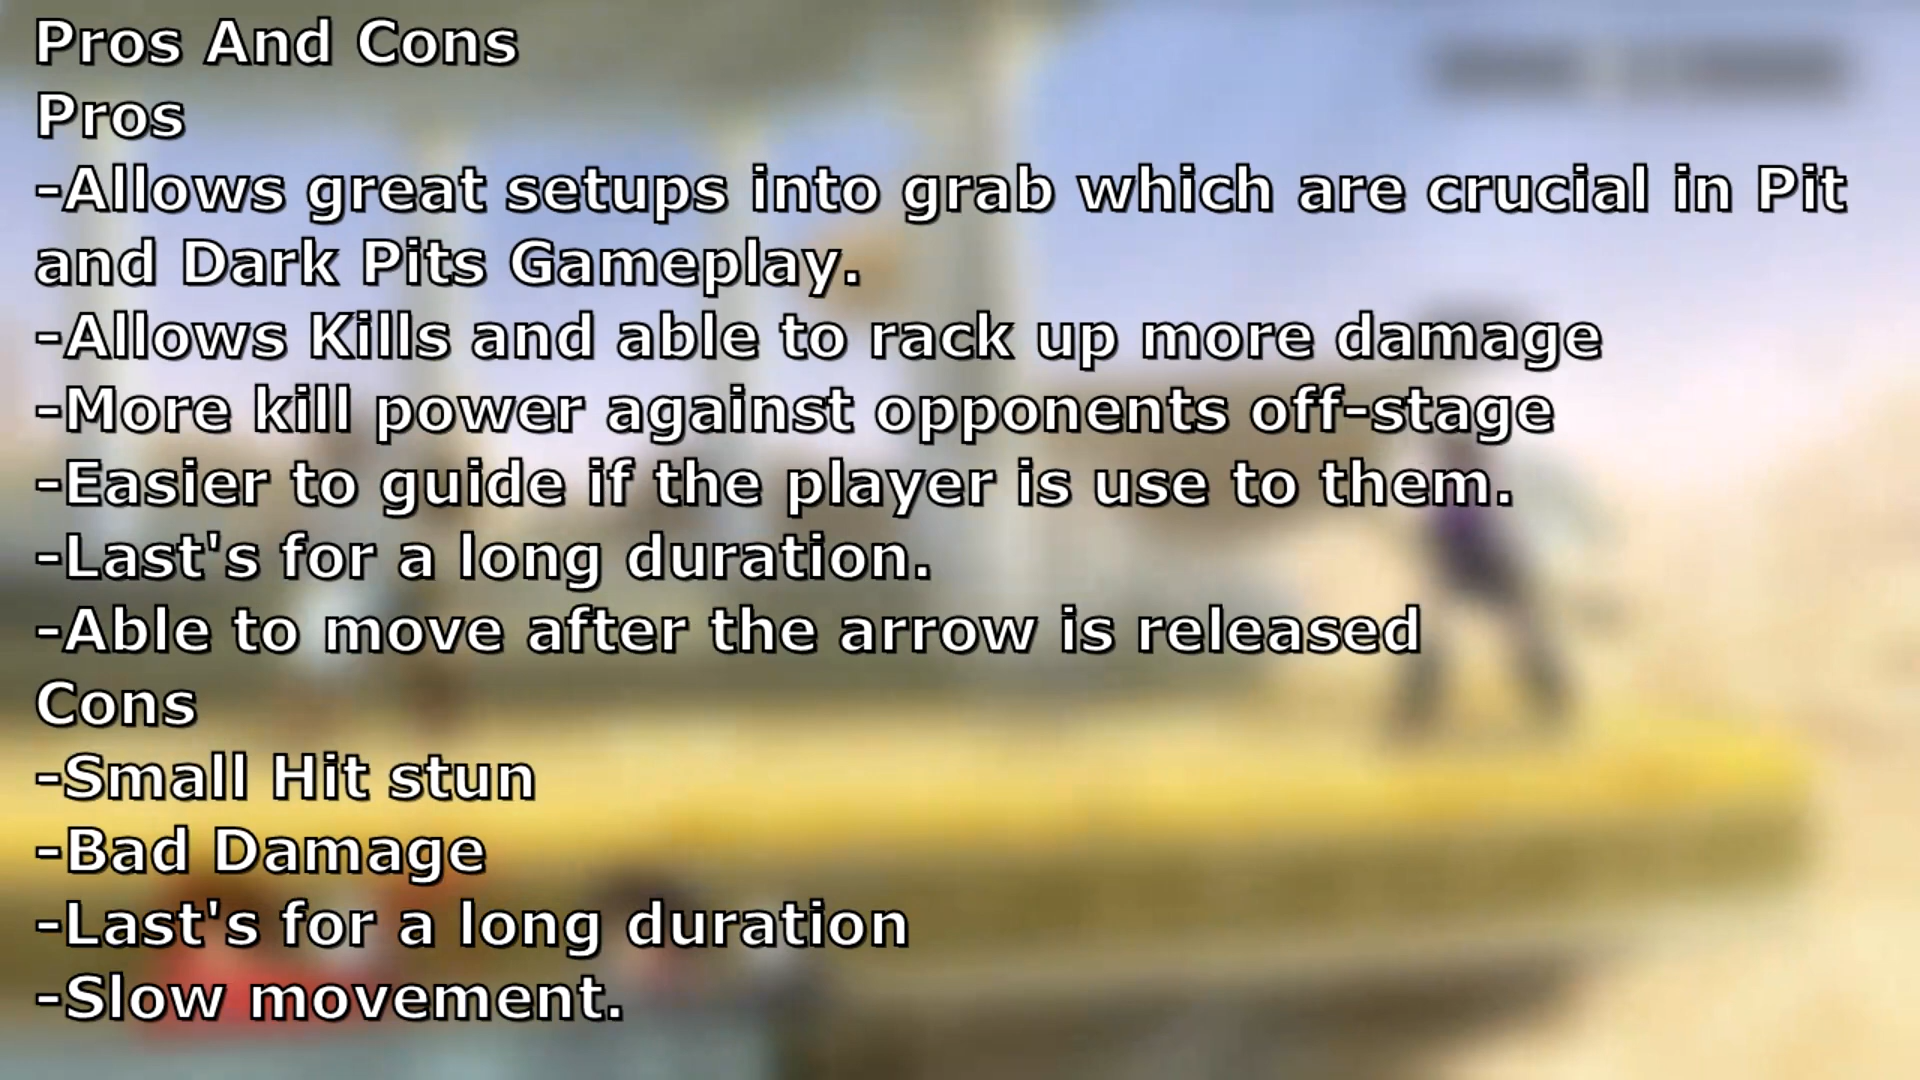 Pros And Cons
Pros
-Allows great setups into grab which are crucial in Pit
and Dark Pits Gameplay.
-Allows Kills and able to rack up more damage
-More kill power against opponents off-stage
-Easier to guide if the player is use to them.
-Last's for a long duration.
-Able to move after the arrow is released
Cons
-Small Hit stun
-Bad Damage
-Last's for a long duration
-Slow movement.